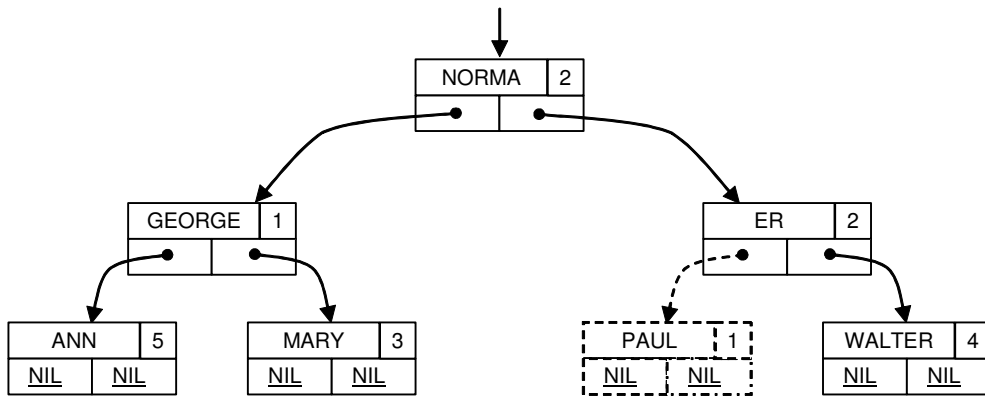 NORMA 2
GEORGE 1
ER 2
ANN 5
MARY 3
PAUL 1
WALTER 4
NIL NIL
NIL NIL
NIL NIL
NIL NIL